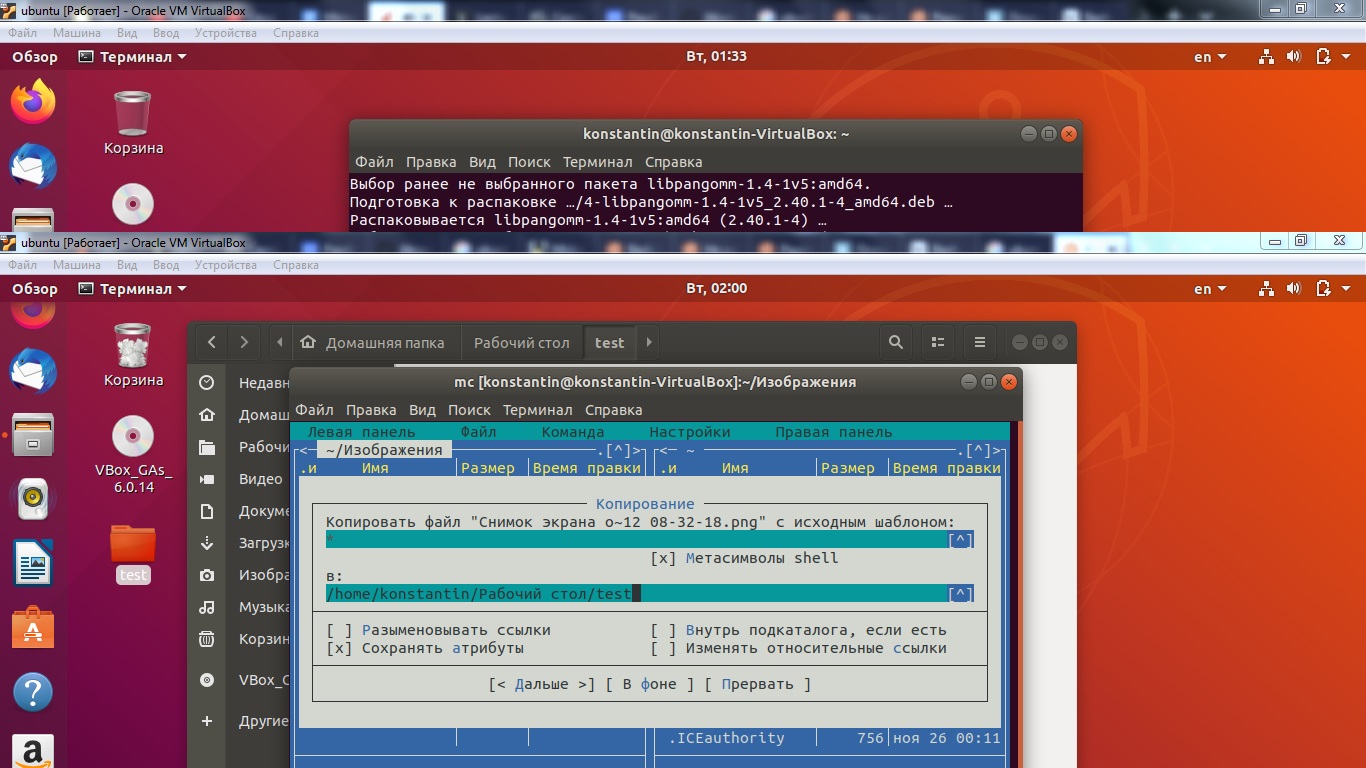 ubuntu [Работает] - Oracle VM VirtualBox
Файл Машина Вид Ввод Устройства Справка
Обзор Терминал Вт, 01:33 en
Корзина
konstantin@konstantin-VirtualBox: ~
Файл Правка Вид Поиск Терминал Справка
Выбор ранее не выбранного пакета libpangomm-1.4-1v5:amd64.
Подготовка к распаковке …/4-libpangomm-1.4-1v5_2.40.1-4_amd64.deb …
Распаковывается libpangomm-1.4-1v5:amd64 (2.40.1-4) …
ubuntu [Работает] - Oracle VM VirtualBox
Файл Машина Вид Ввод Устройства Справка
Обзор Терминал Вт, 02:00 en
Корзина
VBox_GAs_
6.0.14
test
Домашняя папка Рабочий стол test
Недавн
Домаш
Рабочи
Видео
Докуме
Загрузк
Изобра
Музыка
Корзин
VBox_G
Другие
mc [konstantin@konstantin-VirtualBox]:~/Изображения
Файл Правка Вид Поиск Терминал Справка
Левая панель Файл Команда Настройки Правая панель
<─ ~/Изображения .[^]> <─ ~ .[^]>
.и Имя Размер Время правки .и Имя Размер Время правки
Копирование
Копировать файл "Снимок экрана о~12 08-32-18.png" с исходным шаблоном:
* [^]
[x] Метасимволы shell
в:
/home/konstantin/Рабочий стол/test [^]
[ ] Разыменовывать ссылки [ ] Внутрь подкаталога, если есть
[x] Сохранять атрибуты [ ] Изменять относительные ссылки
[< Дальше >] [ В фоне ] [ Прервать ]
.ICEauthority 756 ноя 26 00:11